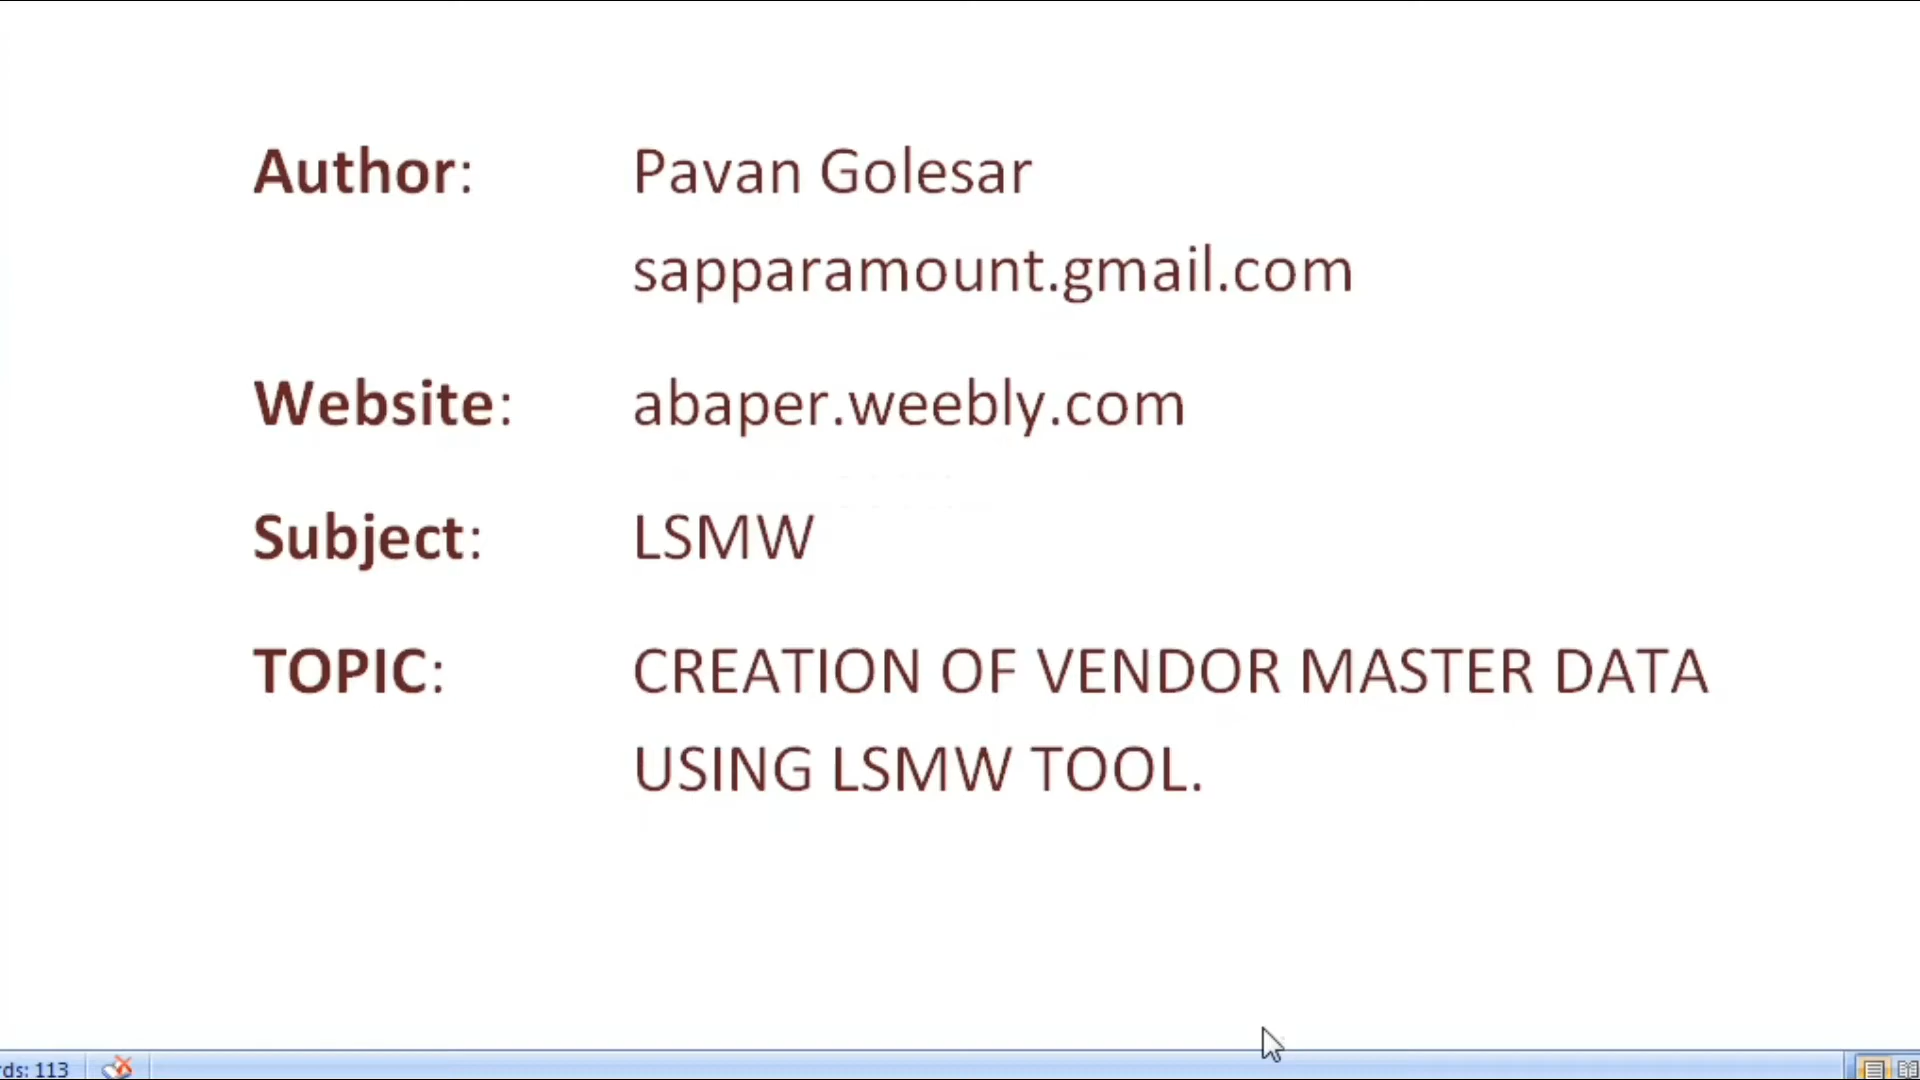 Author: Pavan Golesar
sapparamount.gmail.com
Website: abaper.weebly.com
Subject: LSMW
TOPIC: CREATION OF VENDOR MASTER DATA
USING LSMW TOOL.
rds: 113